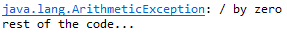 java.lang.ArithmeticException: / by zero
rest of the code...